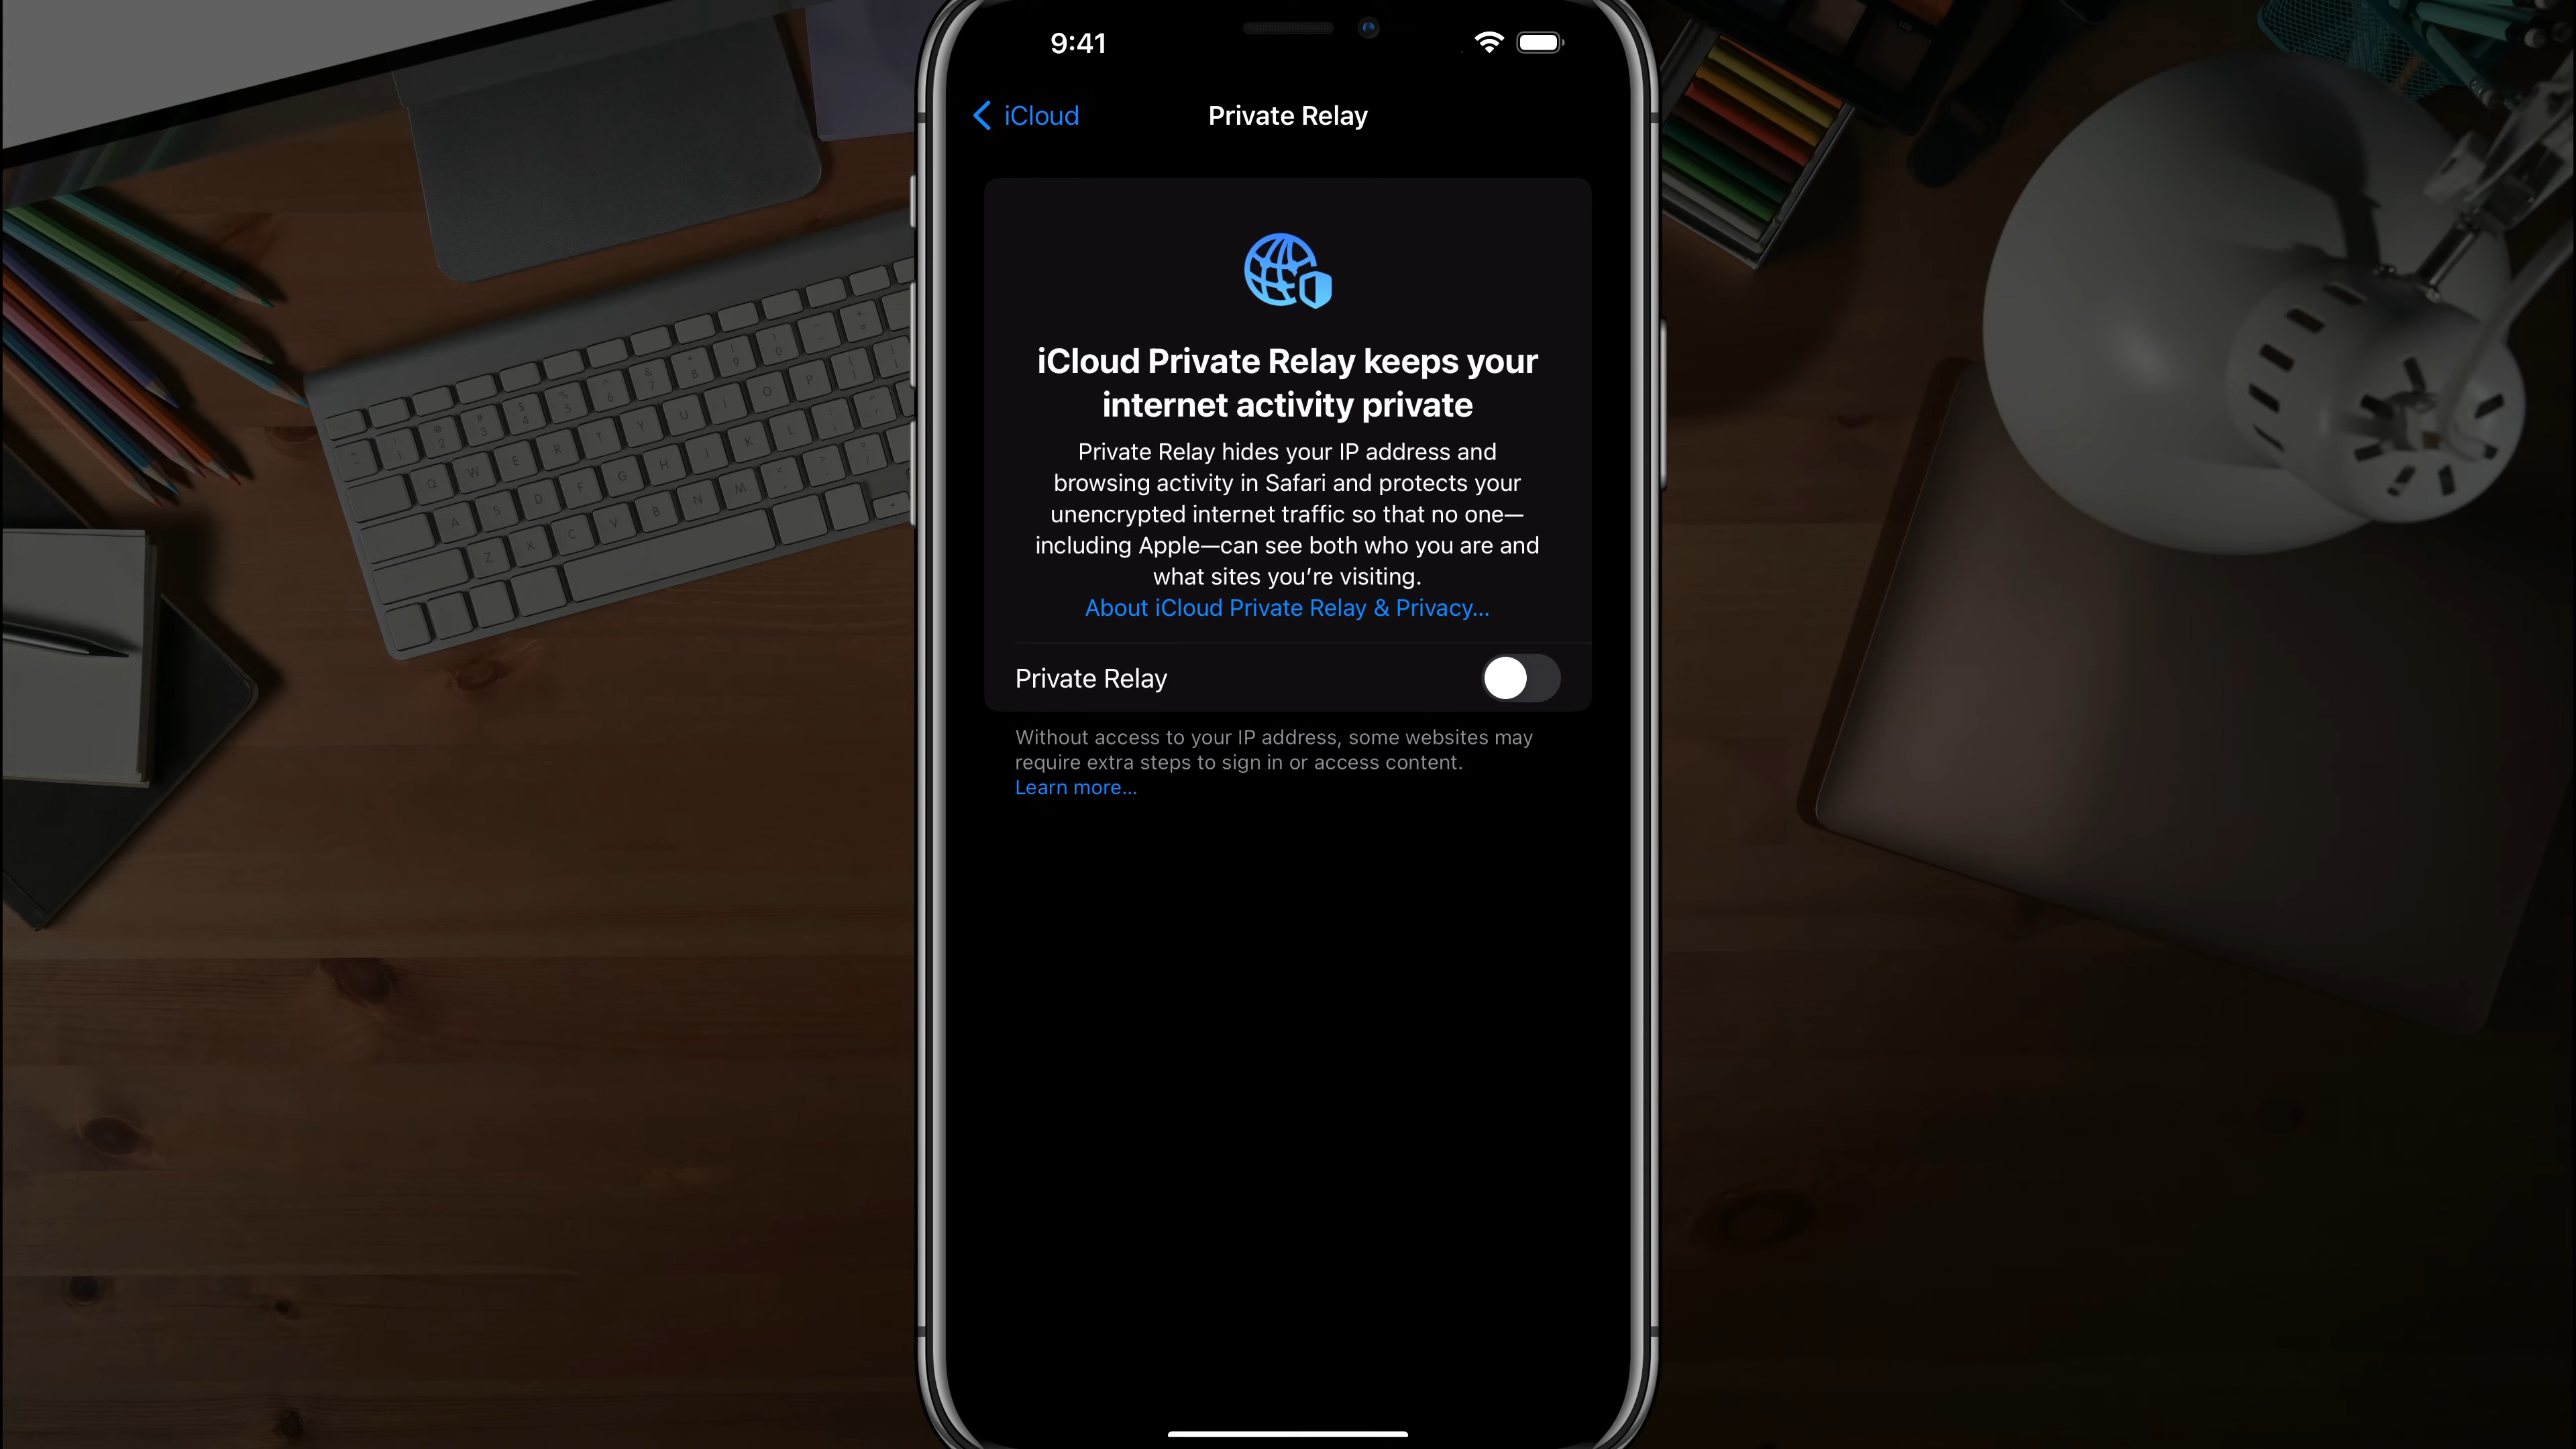 9:41
iCloud
Private Relay
iCloud Private Relay keeps your
internet activity private
Private Relay hides your IP address and
browsing activity in Safari and protects your
unencrypted internet traffic so that no one—
including Apple—can see both who you are and
what sites you’re visiting.
About iCloud Private Relay & Privacy...
Private Relay
Without access to your IP address, some websites may
require extra steps to sign in or access content.
Learn more...